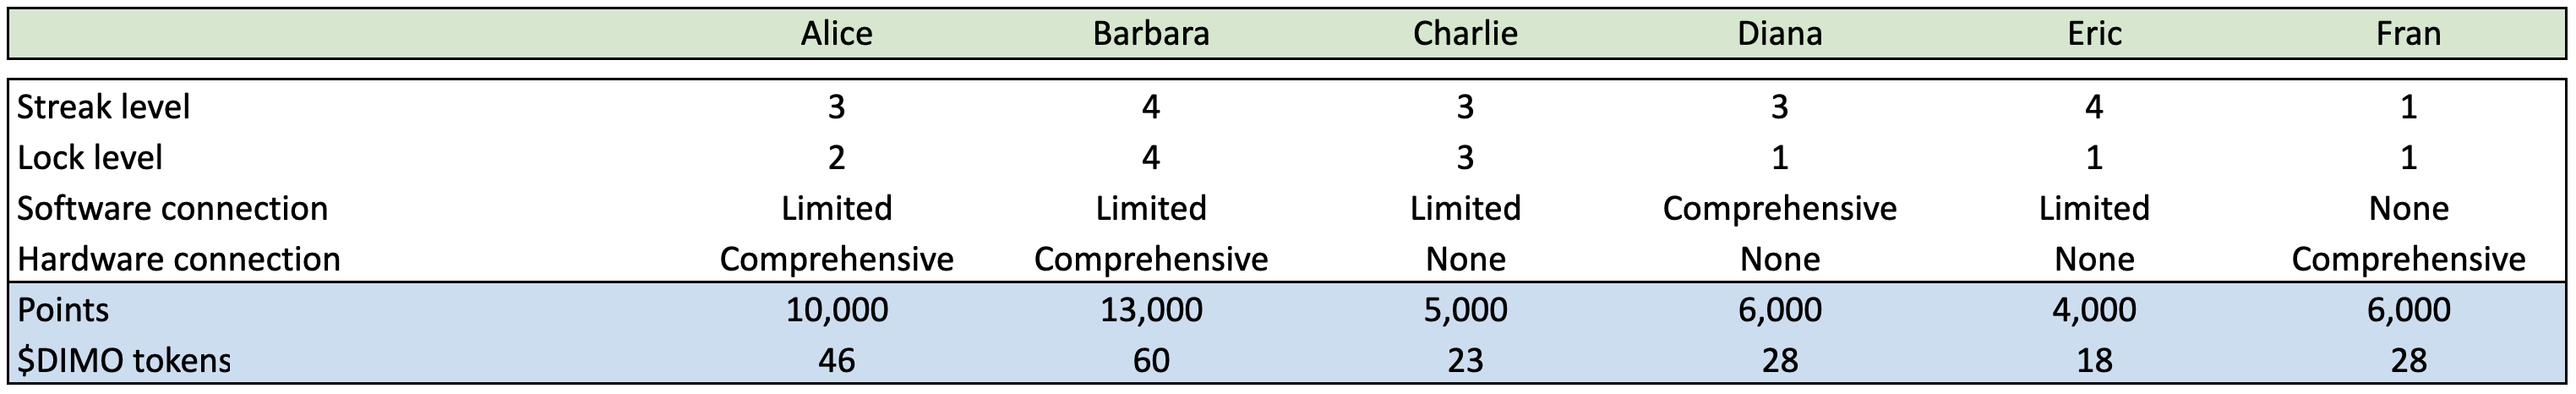 Alice Barbara Charlie Diana Eric Fran
Streak level 3 4 3 3 4 1
Lock level 2 4 3 1 1 1
Software connection Limited Limited Limited Comprehensive Limited None
Hardware connection Comprehensive Comprehensive None None None Comprehensive
Points 10,000 13,000 5,000 6,000 4,000 6,000
$DIMO tokens 46 60 23 28 18 28